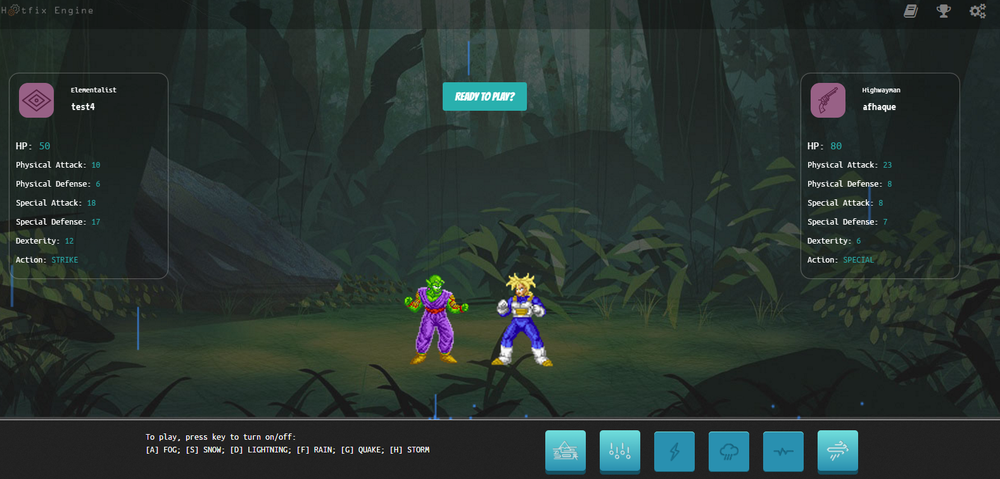 Hotfix Engine
READY TO PLAY?
Elementalist
test4
HP: 50
Physical Attack: 10
Physical Defense: 6
Special Attack: 18
Special Defense: 17
Dexterity: 12
Action: STRIKE
Highwayman
afhaque
HP: 80
Physical Attack: 23
Physical Defense: 8
Special Attack: 8
Special Defense: 7
Dexterity: 6
Action: SPECIAL
To play, press key to turn on/off:
[A] FOG; [S] SNOW; [D] LIGHTNING; [F] RAIN; [G] QUAKE; [H] STORM